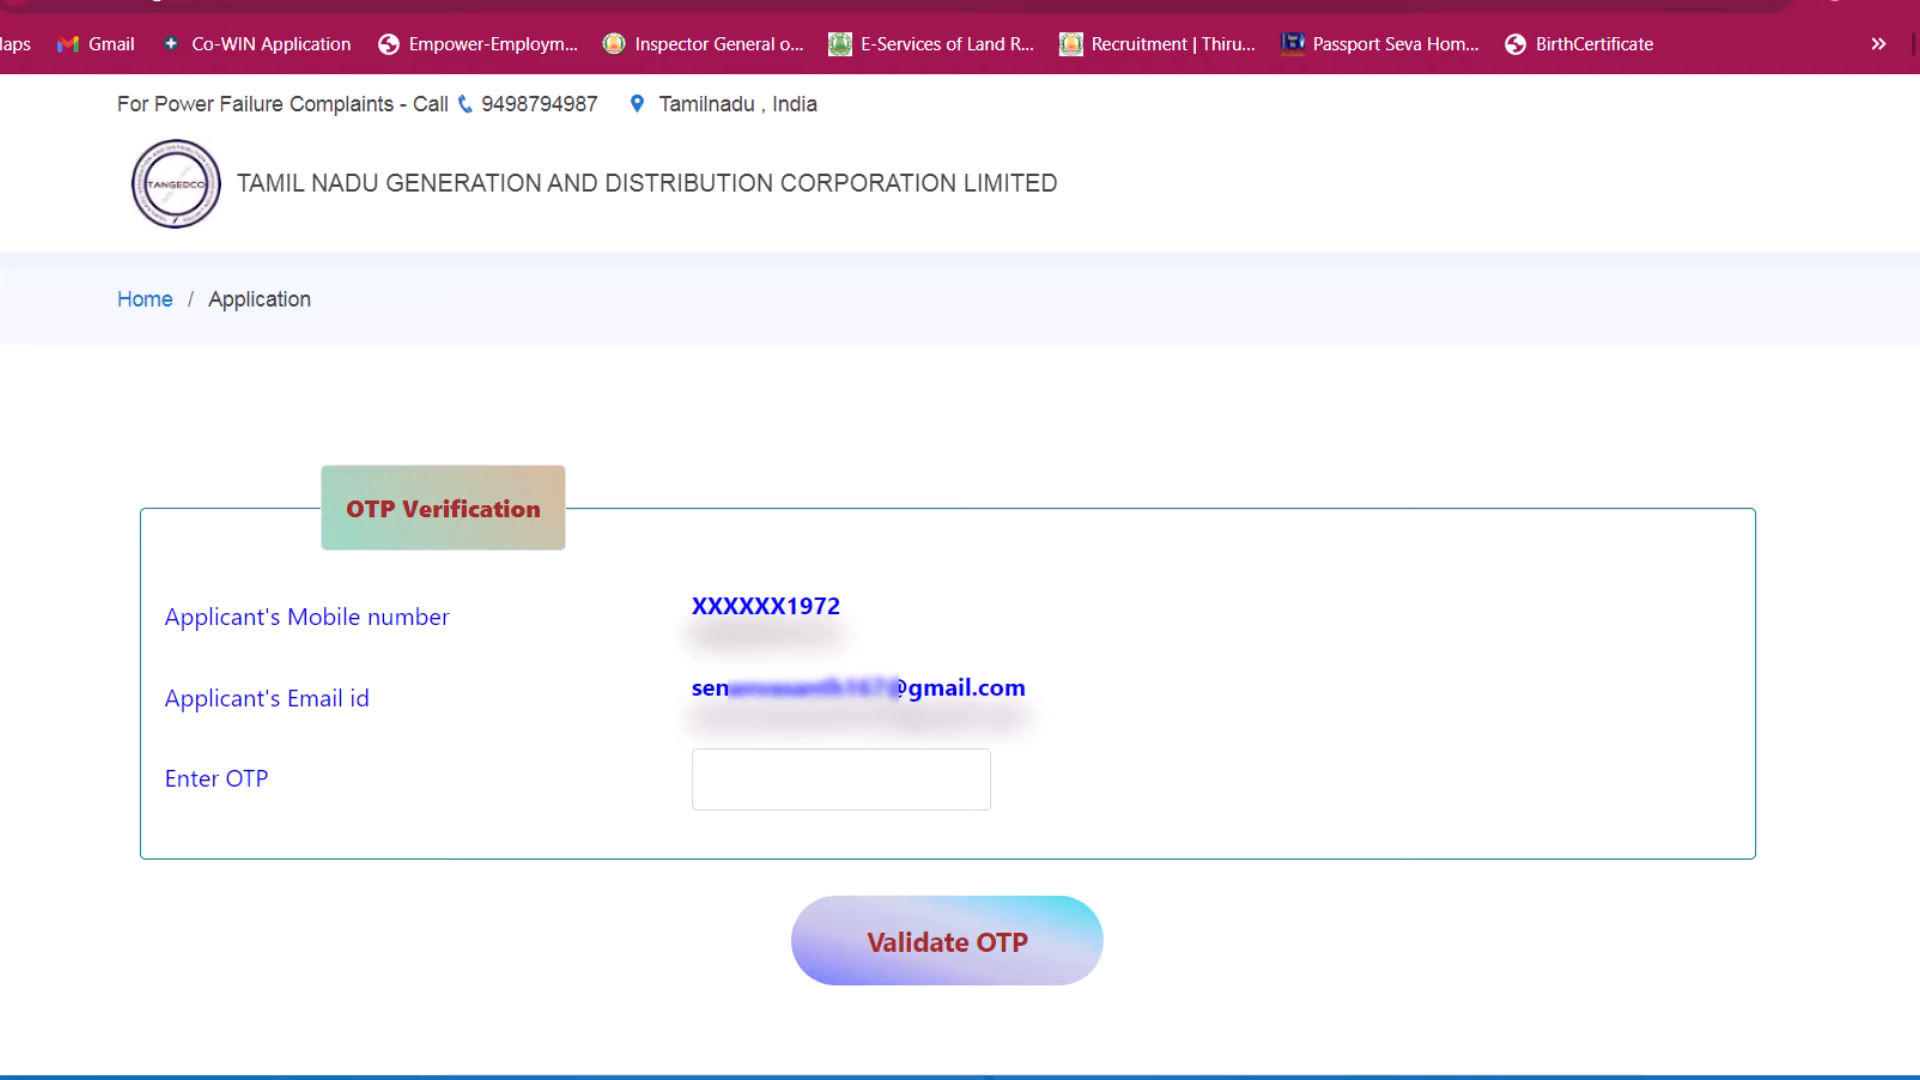 laps Gmail Co-WIN Application Empower-Employm... Inspector General o... E-Services of Land R... Recruitment | Thiru... Passport Seva Hom... BirthCertificate »
For Power Failure Complaints - Call 9498794987 Tamilnadu , India
TANGEDCO
TAMIL NADU GENERATION AND DISTRIBUTION CORPORATION LIMITED
Home / Application
OTP Verification
Applicant's Mobile number XXXXXX1972
Applicant's Email id sen @gmail.com
Enter OTP
Validate OTP